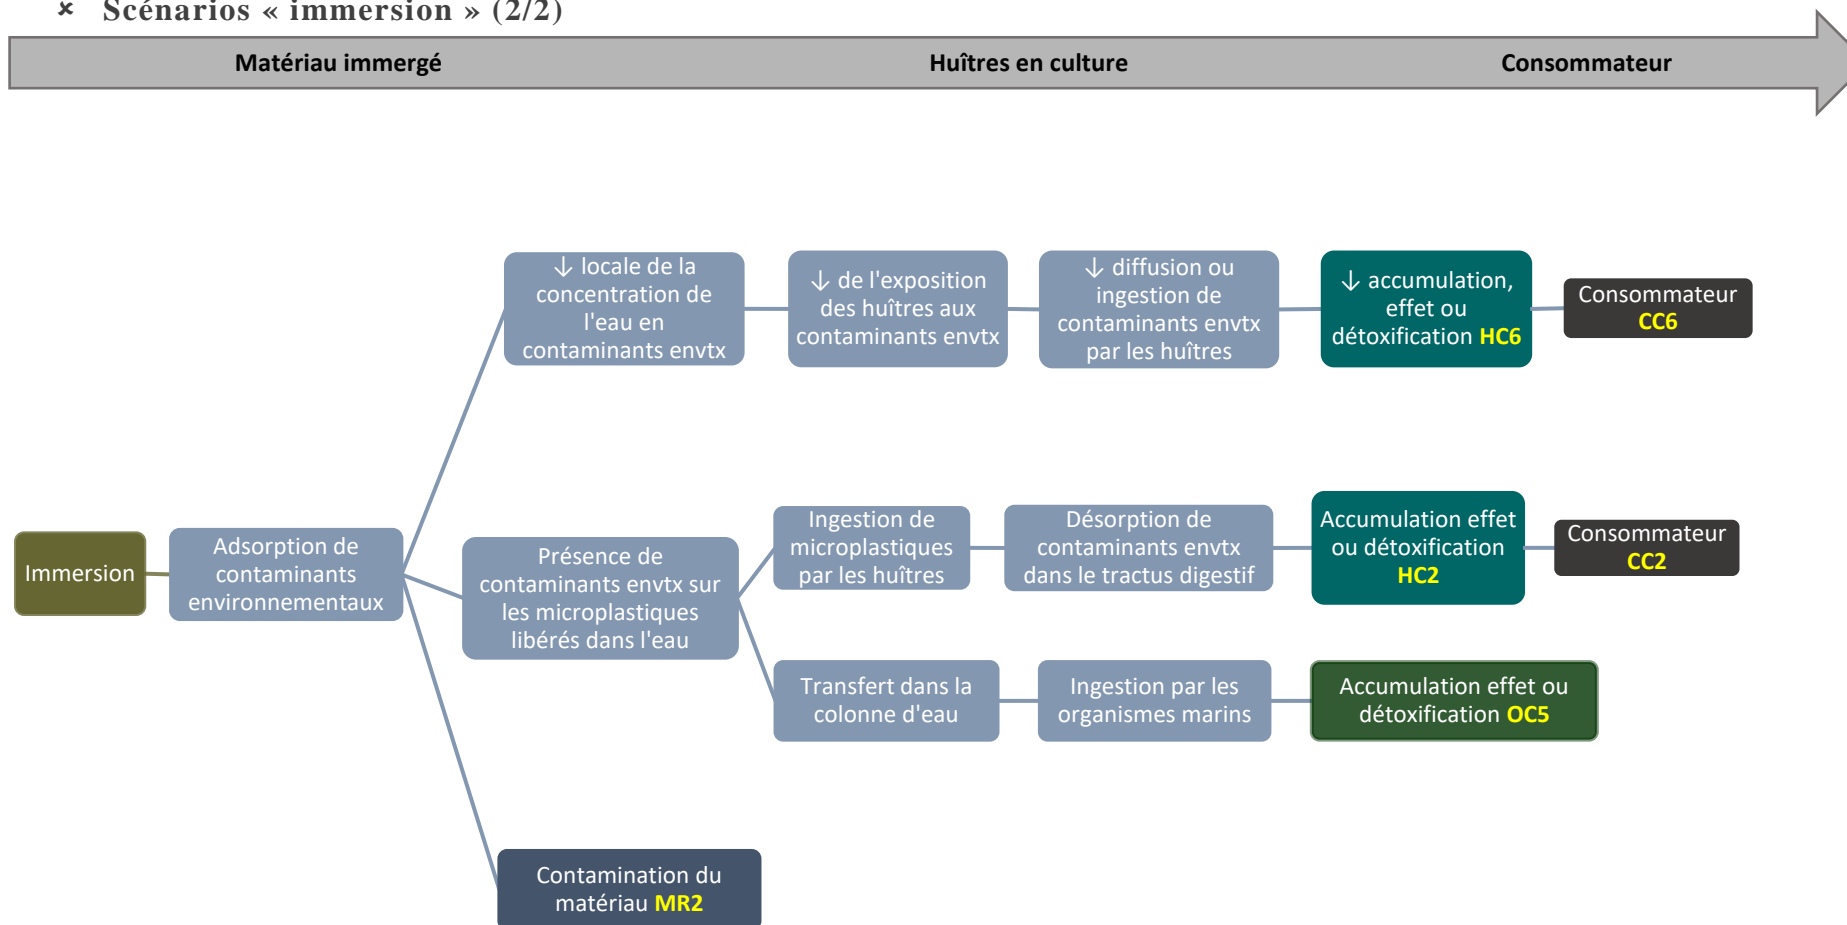 × Scénarios « immersion » (2/2)
Matériau immergé
Huîtres en culture
Consommateur
↓ locale de la
concentration de
l'eau en
contaminants envtx
↓ de l'exposition
des huîtres aux
contaminants envtx
↓ diffusion ou
ingestion de
contaminants envtx
par les huîtres
↓ accumulation,
effet ou
détoxification HC6
Consommateur
CC6
Immersion
Adsorption de
contaminants
environnementaux
Présence de
contaminants envtx sur
les microplastiques
libérés dans l'eau
Ingestion de
microplastiques
par les huîtres
Désorption de
contaminants envtx
dans le tractus digestif
Accumulation effet
ou détoxification
HC2
Consommateur
CC2
Transfert dans la
colonne d'eau
Ingestion par les
organismes marins
Accumulation effet ou
détoxification OC5
Contamination du
matériau MR2